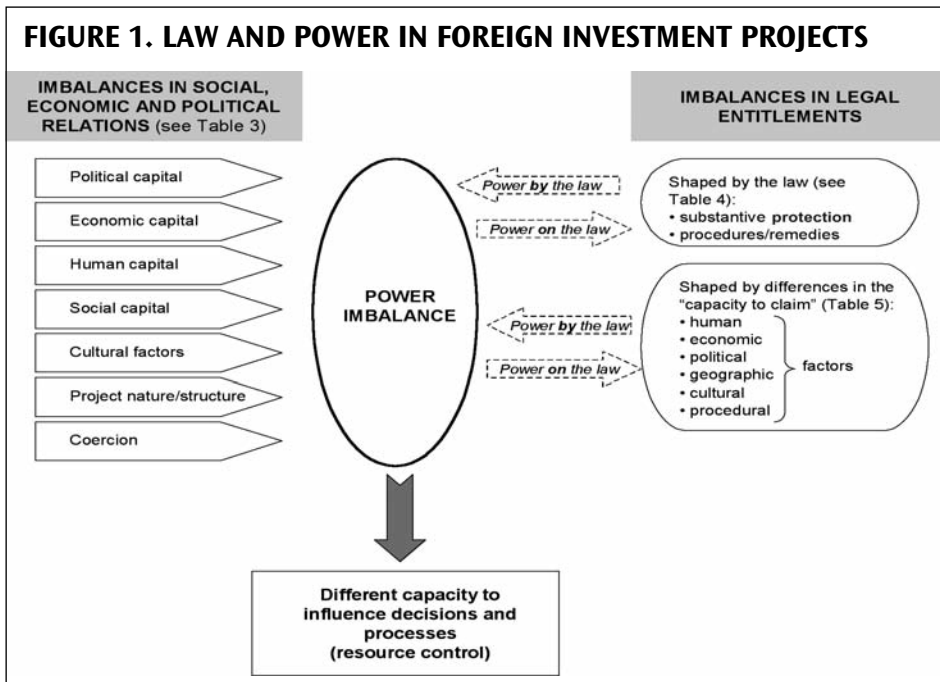 FIGURE 1. LAW AND POWER IN FOREIGN INVESTMENT PROJECTS
IMBALANCES IN SOCIAL,
ECONOMIC AND POLITICAL
RELATIONS (see Table 3)
Political capital
Economic capital
Human capital
Social capital
Cultural factors
Project nature/structure
Coercion
POWER
IMBALANCE
Power by the law
Power on the law
Power by the law
Power on the law
IMBALANCES IN LEGAL
ENTITLEMENTS
Shaped by the law (see
Table 4):
• substantive protection
• procedures/remedies
Shaped by differences in the
“capacity to claim” (Table 5):
• human
• economic
• political
• geographic
• cultural
• procedural
factors
Different capacity to
influence decisions and
processes
(resource control)